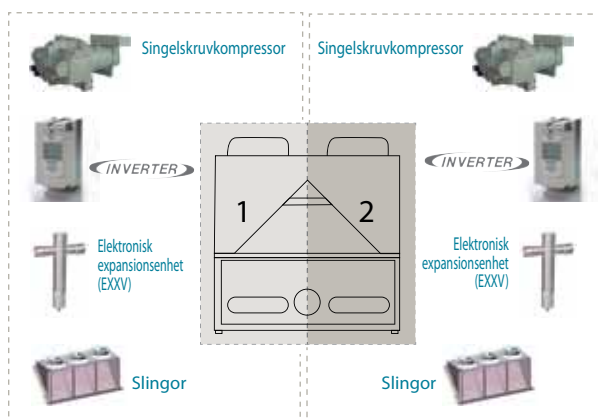 Singelskruvkompressor
Singelskruvkompressor
INVERTER
INVERTER
1
2
Elektronisk
expansionsenhet
(EXXV)
Elektronisk
expansionsenhet
(EXXV)
Slingor
Slingor